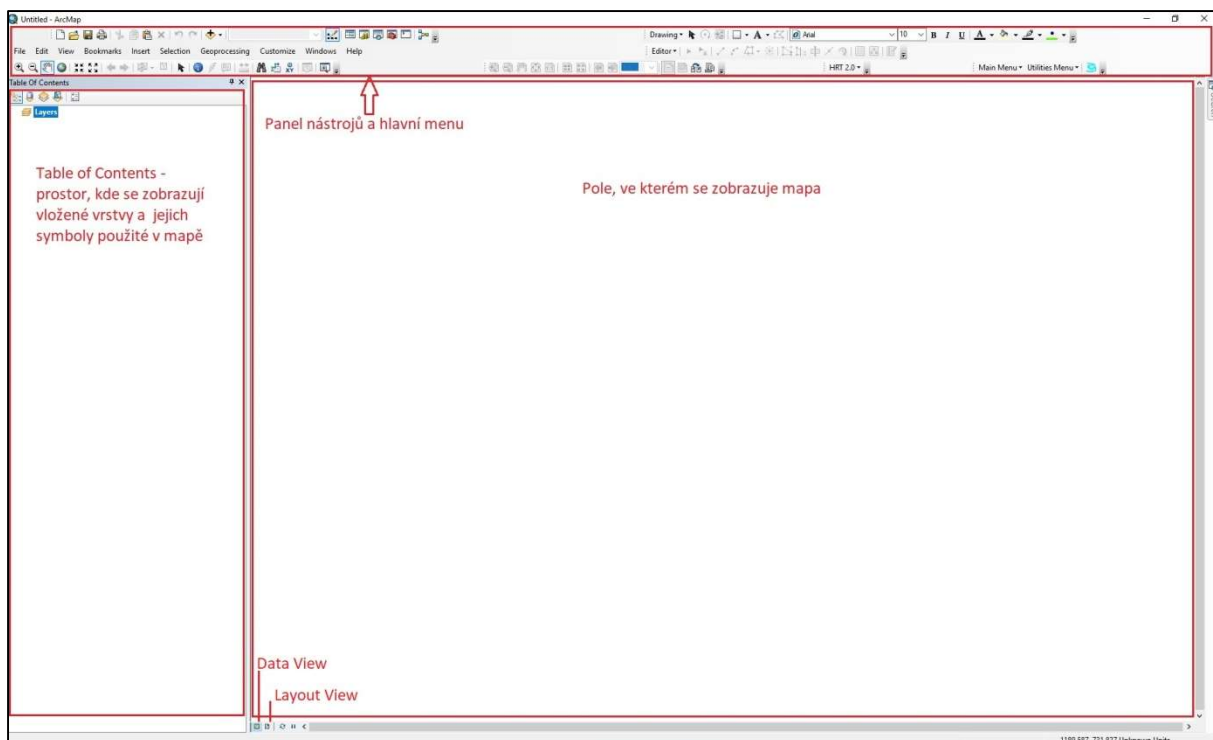 Untitled - ArcMap
Drawing
Arial
10
B I U A
File Edit View Bookmarks Insert Selection Geoprocessing Customize Windows Help
Editor
HRT 2.0
Main Menu Utilities Menu
Table Of Contents
Layers
Panel nástrojů a hlavní menu
Table of Contents -
prostor, kde se zobrazují
vložené vrstvy a jejich
symboly použité v mapě
Pole, ve kterém se zobrazuje mapa
Data View
Layout View